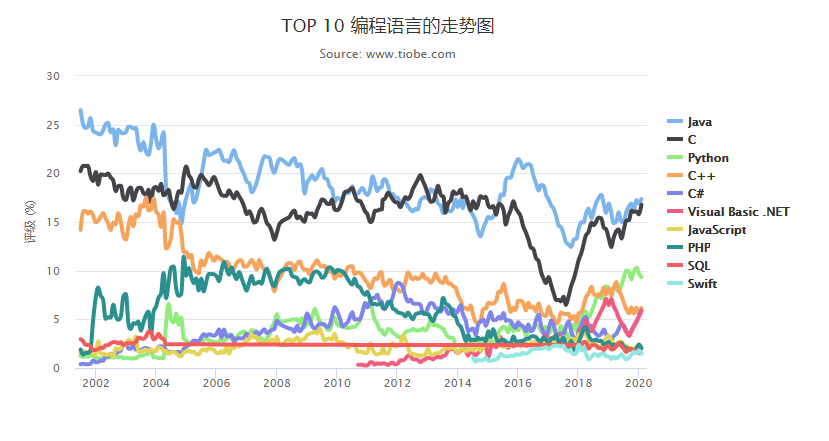 TOP 10 编程语言的走势图
Source: www.tiobe.com
评级 (%)
30
25
20
15
10
5
0
2002
2004
2006
2008
2010
2012
2014
2016
2018
2020
Java
C
Python
C++
C#
Visual Basic .NET
JavaScript
PHP
SQL
Swift